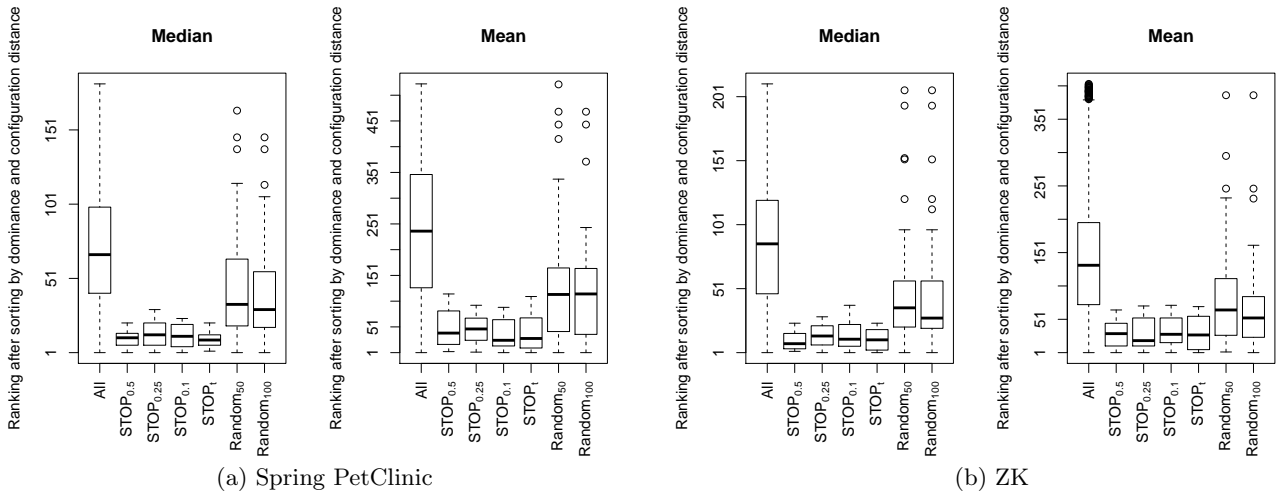 Median
Ranking after sorting by dominance and configuration distance
1 51 101 151
All STOP0.5 STOP0.25 STOP0.1 STOPt Random50 Random100
Mean
Ranking after sorting by dominance and configuration distance
1 51 151 251 351 451
All STOP0.5 STOP0.25 STOP0.1 STOPt Random50 Random100
(a) Spring PetClinic
Median
Ranking after sorting by dominance and configuration distance
1 51 101 151 201
All STOP0.5 STOP0.25 STOP0.1 STOPt Random50 Random100
Mean
Ranking after sorting by dominance and configuration distance
1 51 151 251 351
All STOP0.5 STOP0.25 STOP0.1 STOPt Random50 Random100
(b) ZK